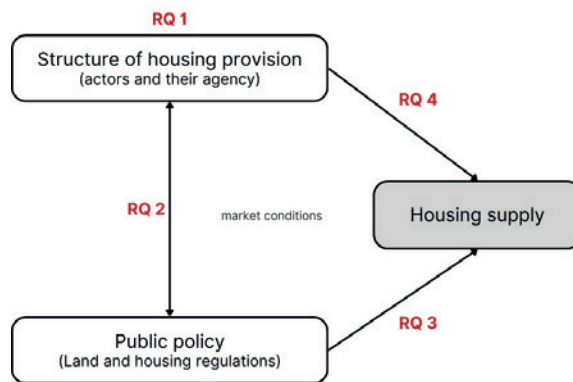 RQ 1
Structure of housing provision
(actors and their agency)
RQ 4
RQ 2
market conditions
Housing supply
RQ 3
Public policy
(Land and housing regulations)